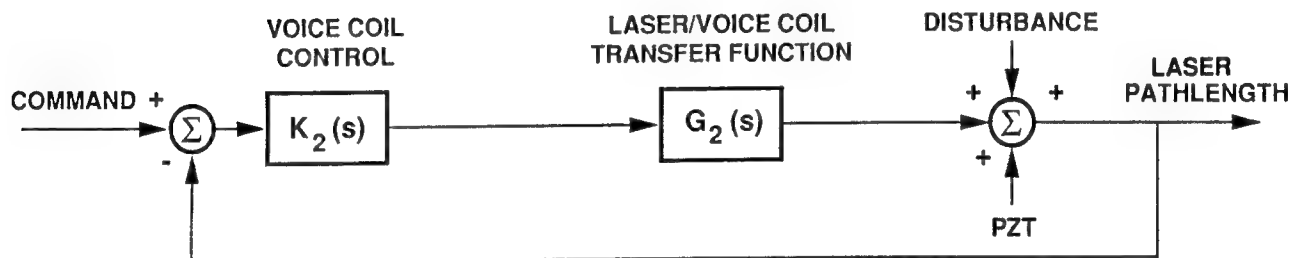 VOICE COIL
CONTROL
LASER/VOICE COIL
TRANSFER FUNCTION
DISTURBANCE
LASER
PATHLENGTH
COMMAND
+
Σ
-
K2(s)
G2(s)
+
+
Σ
+
PZT